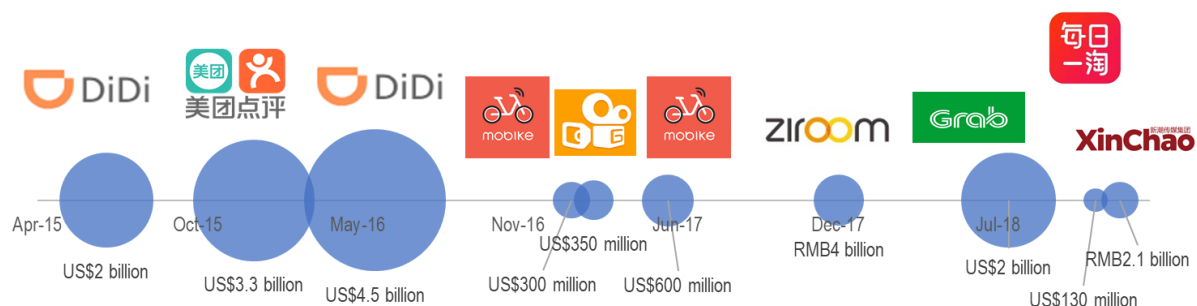 DiDi
美团
美团点评
DiDi
mobike
mobike
ziroom
Grab
每日
一淘
新潮传媒集团
XinChao
Apr-15
Oct-15
May-16
Nov-16
Jun-17
Dec-17
Jul-18
US$2 billion
US$3.3 billion
US$4.5 billion
US$300 million
US$350 million
US$600 million
RMB4 billion
US$2 billion
US$130 million
RMB2.1 billion